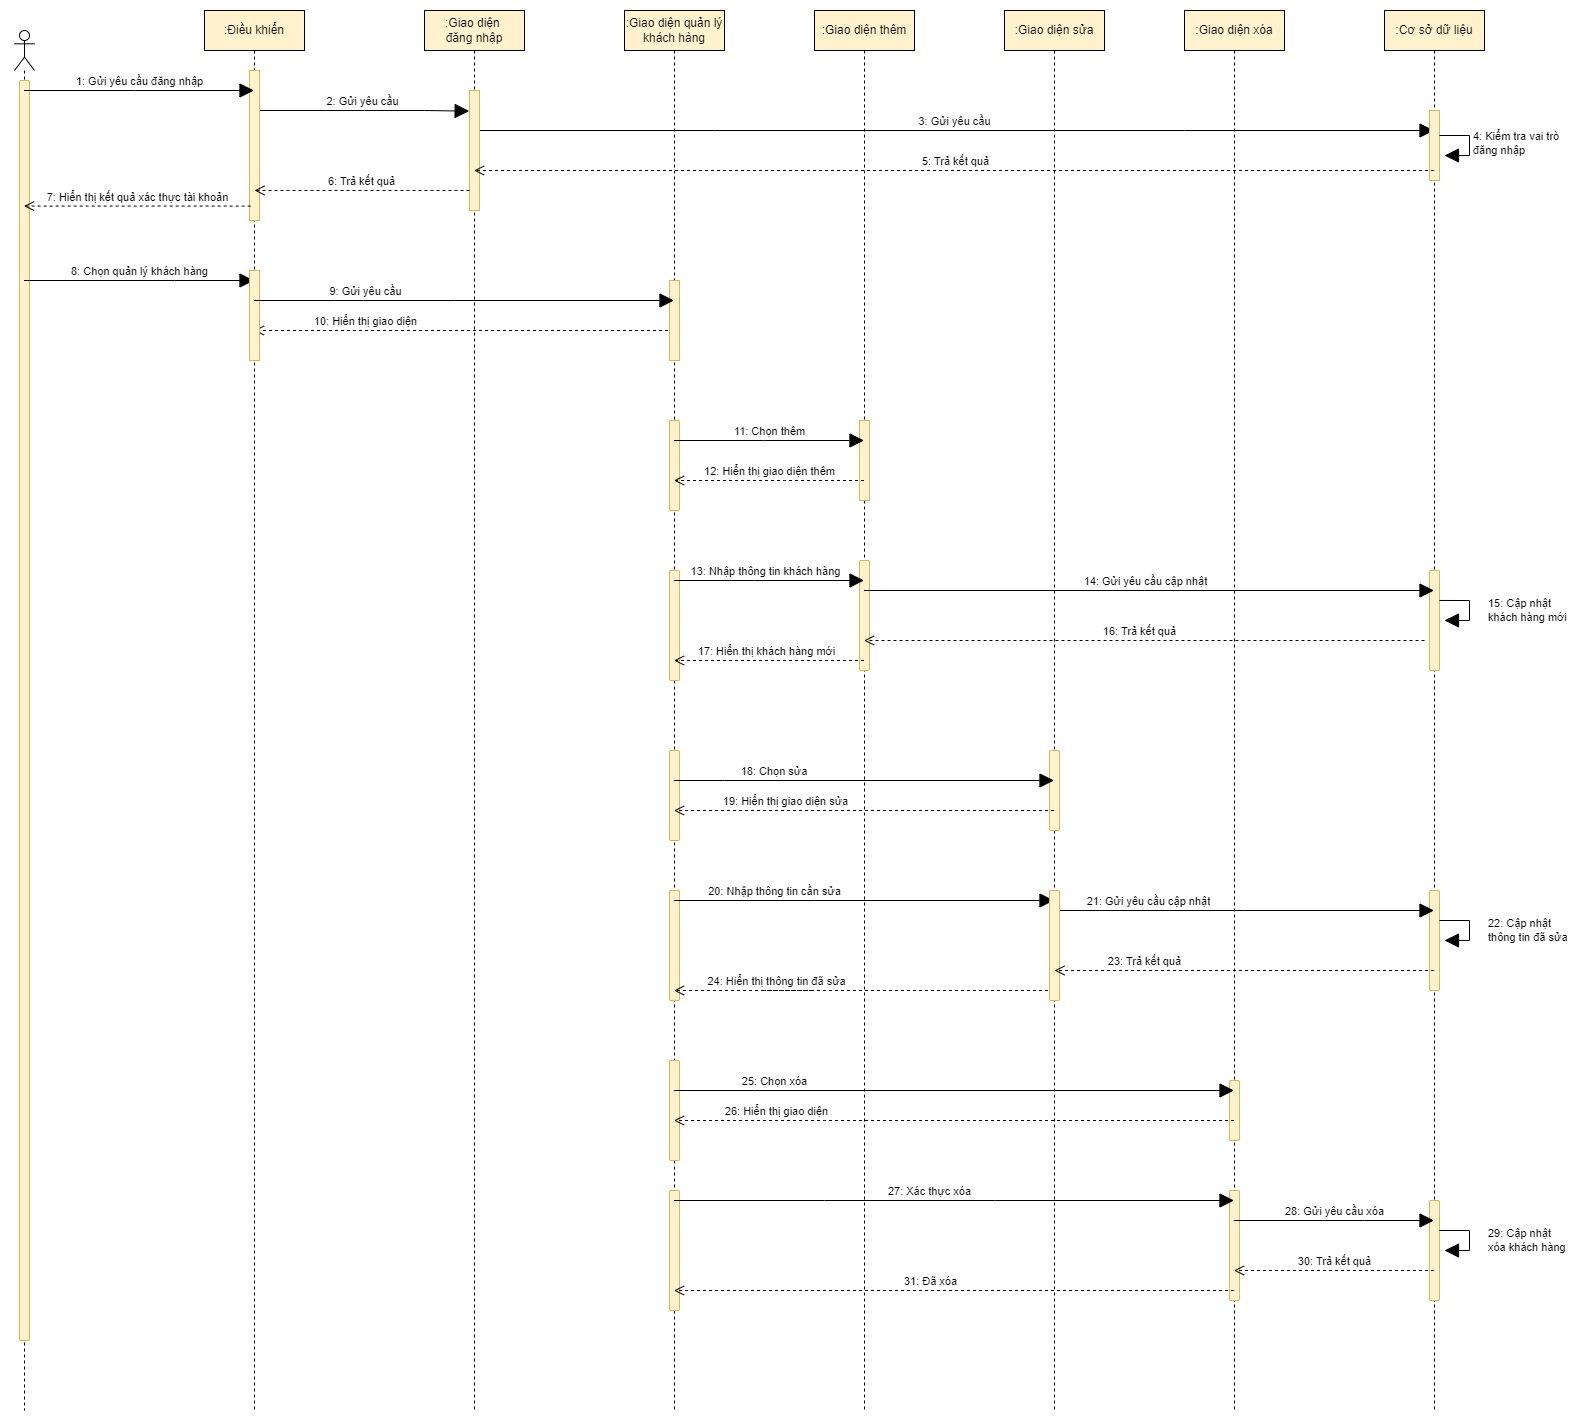 :Điều khiển
:Giao diện
đăng nhập
:Giao diện quản lý
khách hàng
:Giao diện thêm
:Giao diện sửa
:Giao diện xóa
:Cơ sở dữ liệu
1: Gửi yêu cầu đăng nhập
2: Gửi yêu cầu
3: Gửi yêu cầu
4: Kiểm tra vai trò
đăng nhập
5: Trả kết quả
6: Trả kết quả
7: Hiển thị kết quả xác thực tài khoản
8: Chọn quản lý khách hàng
9: Gửi yêu cầu
10: Hiển thị giao diện
11: Chọn thêm
12: Hiển thị giao diện thêm
13: Nhập thông tin khách hàng
14: Gửi yêu cầu cập nhật
15: Cập nhật
khách hàng mới
16: Trả kết quả
17: Hiển thị khách hàng mới
18: Chọn sửa
19: Hiển thị giao diện sửa
20: Nhập thông tin cần sửa
21: Gửi yêu cầu cập nhật
22: Cập nhật
thông tin đã sửa
23: Trả kết quả
24: Hiển thị thông tin đã sửa
25: Chọn xóa
26: Hiển thị giao diện
27: Xác thực xóa
28: Gửi yêu cầu xóa
29: Cập nhật
xóa khách hàng
30: Trả kết quả
31: Đã xóa